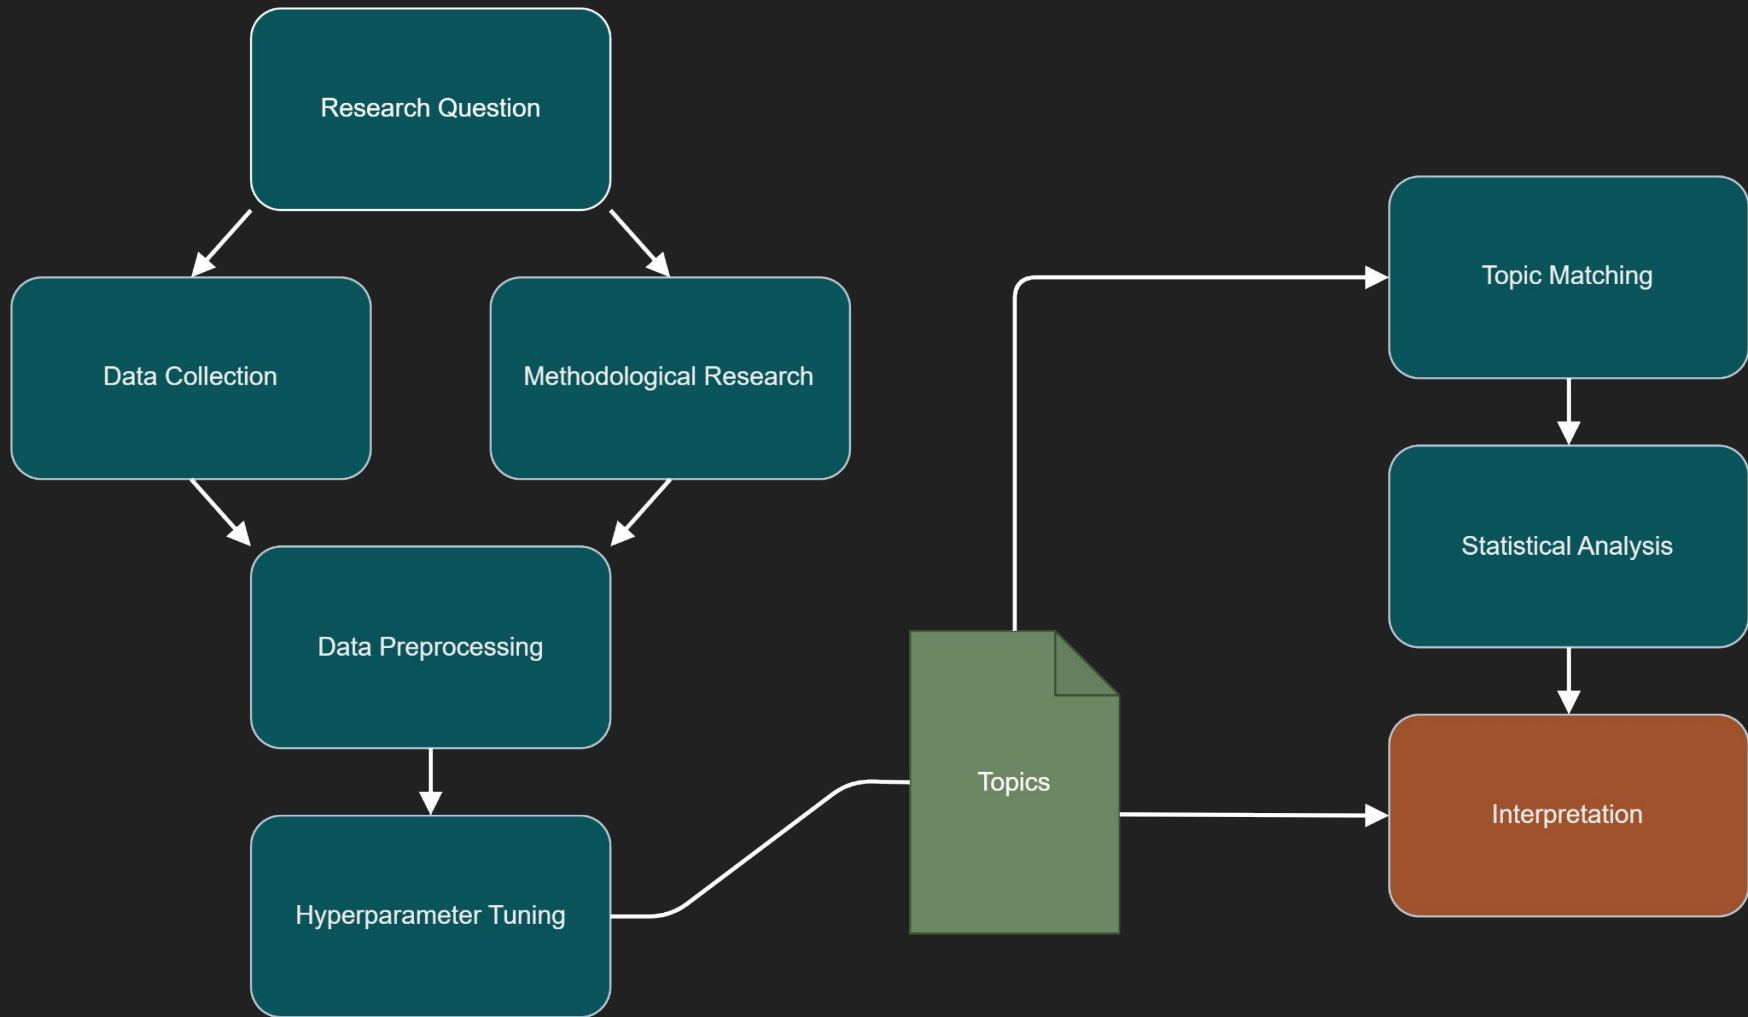 Research Question
Data Collection
Methodological Research
Data Preprocessing
Hyperparameter Tuning
Topics
Topic Matching
Statistical Analysis
Interpretation